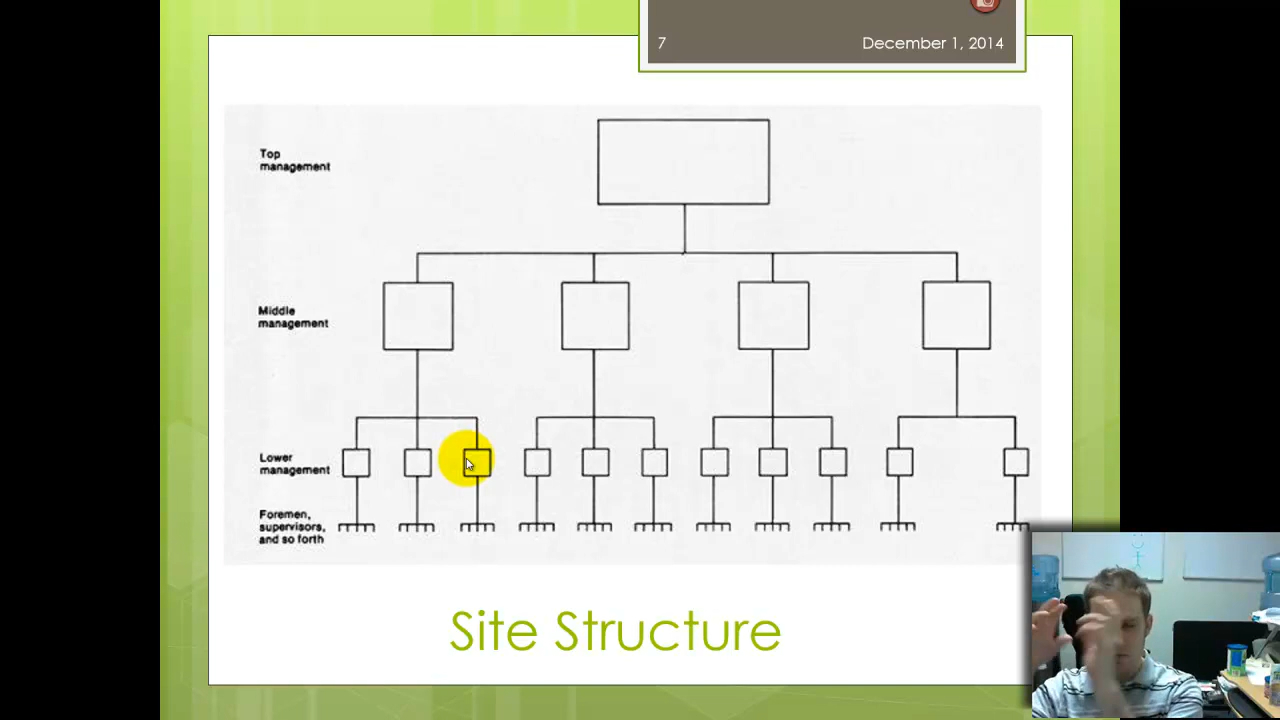 7 December 1, 2014
Top
management
Middle
management
Lower
management
Foremen,
supervisors,
and so forth
Site Structure